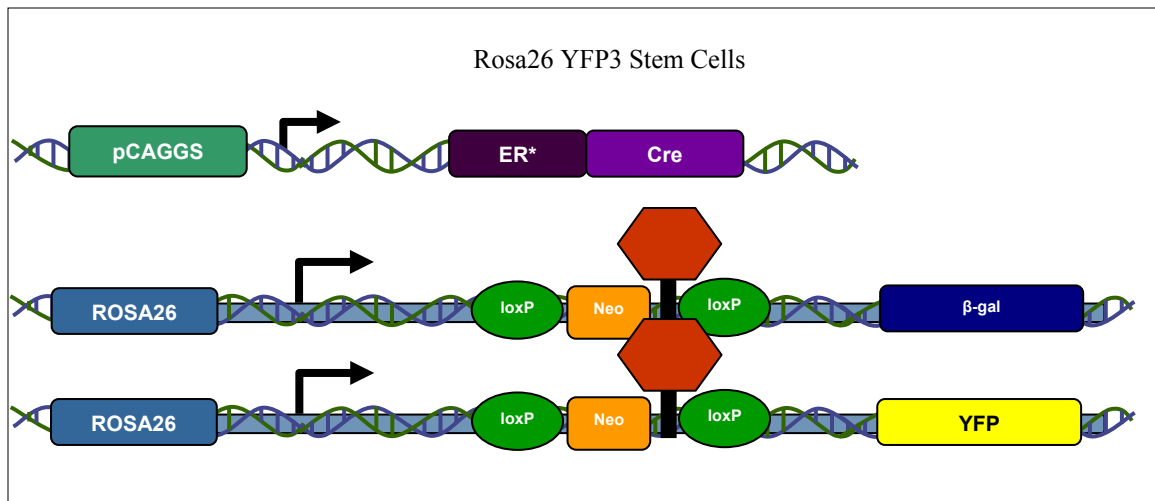 Rosa26 YFP3 Stem Cells
pCAGGS ER* Cre
ROSA26 loxP Neo loxP β-gal
ROSA26 loxP Neo loxP YFP